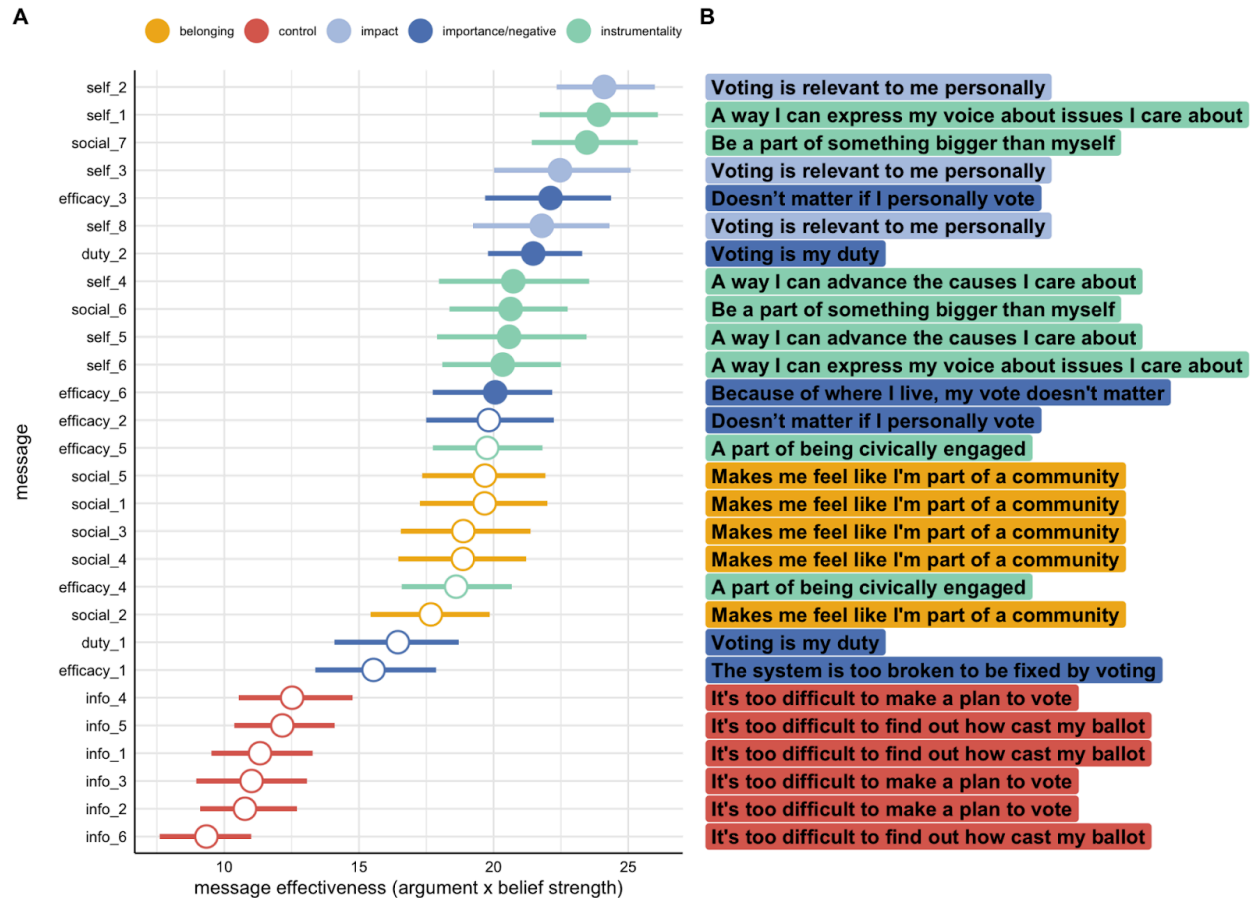 A
B
belonging
control
impact
importance/negative
instrumentality
self_2 Voting is relevant to me personally
self_1 A way I can express my voice about issues I care about
social_7 Be a part of something bigger than myself
self_3 Voting is relevant to me personally
efficacy_3 Doesn’t matter if I personally vote
self_8 Voting is relevant to me personally
duty_2 Voting is my duty
self_4 A way I can advance the causes I care about
social_6 Be a part of something bigger than myself
self_5 A way I can advance the causes I care about
self_6 A way I can express my voice about issues I care about
efficacy_6 Because of where I live, my vote doesn't matter
efficacy_2 Doesn’t matter if I personally vote
efficacy_5 A part of being civically engaged
social_5 Makes me feel like I'm part of a community
social_1 Makes me feel like I'm part of a community
social_3 Makes me feel like I'm part of a community
social_4 Makes me feel like I'm part of a community
efficacy_4 A part of being civically engaged
social_2 Makes me feel like I'm part of a community
duty_1 Voting is my duty
efficacy_1 The system is too broken to be fixed by voting
info_4 It's too difficult to make a plan to vote
info_5 It's too difficult to find out how cast my ballot
info_1 It's too difficult to find out how cast my ballot
info_3 It's too difficult to make a plan to vote
info_2 It's too difficult to make a plan to vote
info_6 It's too difficult to find out how cast my ballot
message
10 15 20 25
message effectiveness (argument x belief strength)